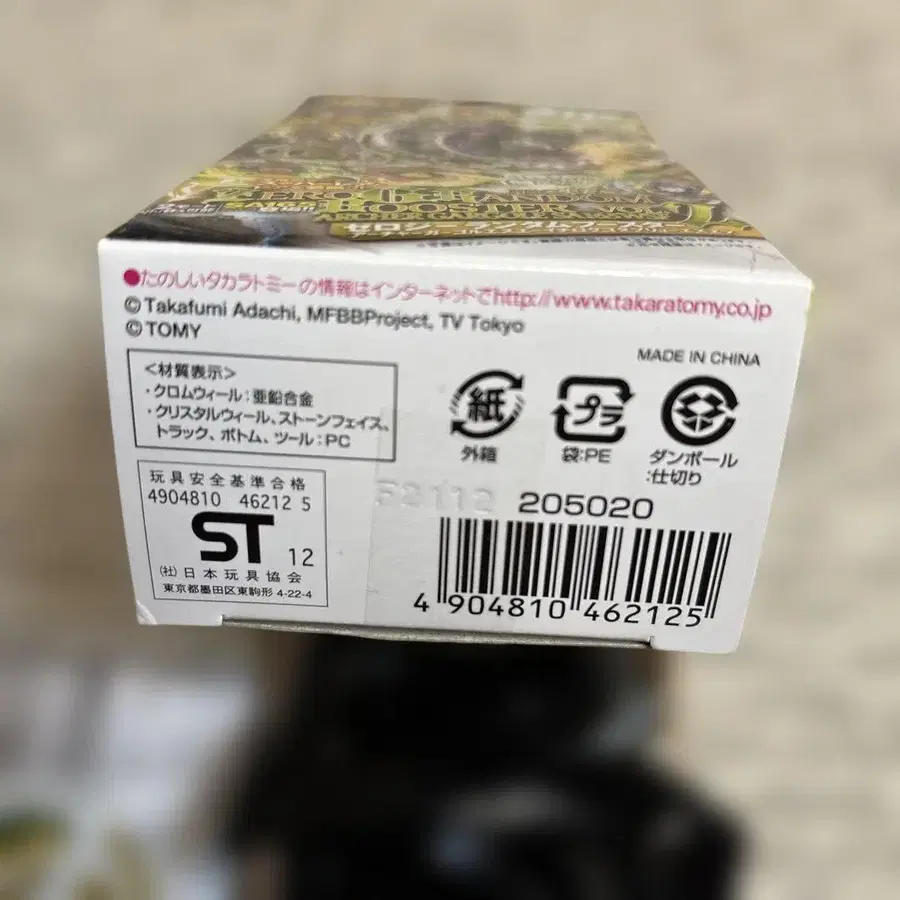 ●たのしいタカラトミーの情報はインターネットでhttp://www.takaratomy.co.jp
©Takafumi Adachi, MFBBProject, TV Tokyo
©TOMY
MADE IN CHINA
<材質表示>
・クロムウィール:亜鉛合金
・クリスタルウィール、ストーンフェイス、
トラック、ボトム、ツール:PC
紙
外箱
プラ
袋:PE
ダンボール
:仕切り
玩具安全基準合格
4904810 46212 5
ST 12
(社)日本玩具協会
東京都墨田区東駒形 4-22-4
F2112
205020
4 904810 462125